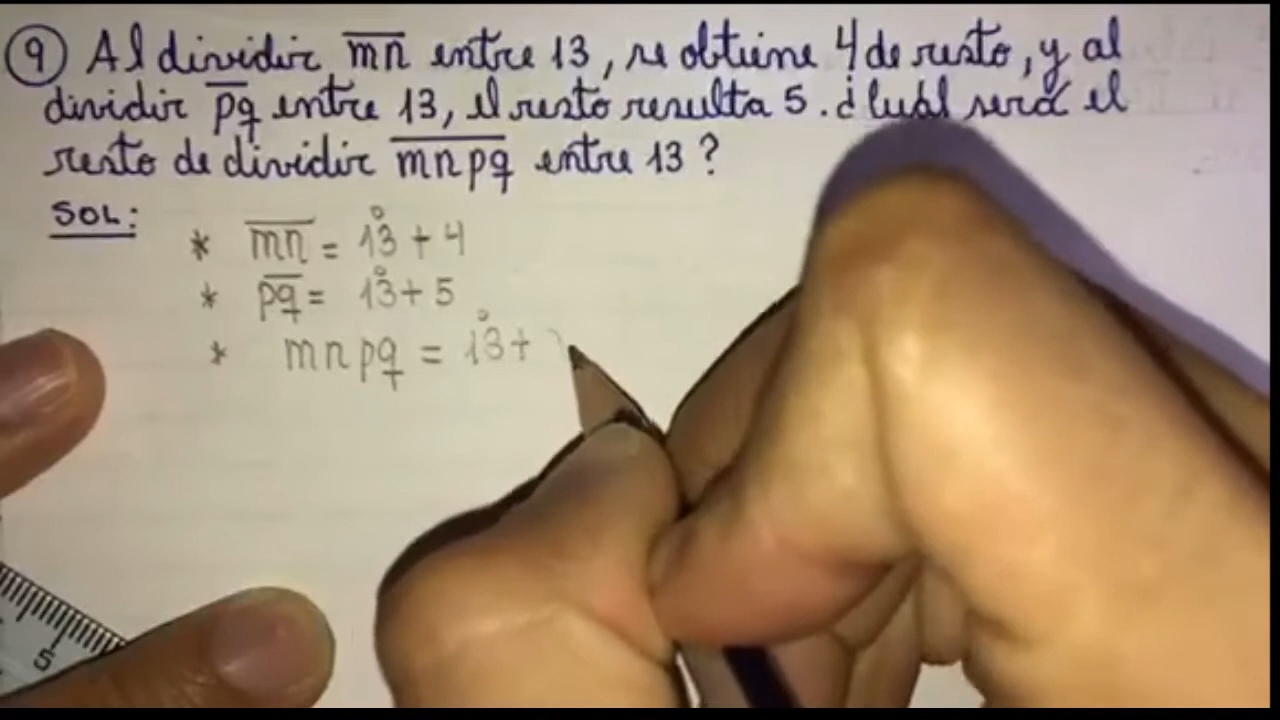 9 Al dividir mn entre 13, se obtiene 4 de resto, y al
dividir pq entre 13, el resto resulta 5. ¿Cuál será el
resto de dividir mnpq entre 13?
SOL:
* mn = 13 + 4
* pq = 13 + 5
* mnpq = 13 +
5